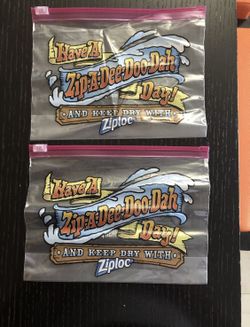 Have A
Zip-A-Dee-Doo-Dah
Day!
AND KEEP DRY WITH
Ziploc
Have A
Zip-A-Dee-Doo-Dah
Day!
AND KEEP DRY WITH
Ziploc